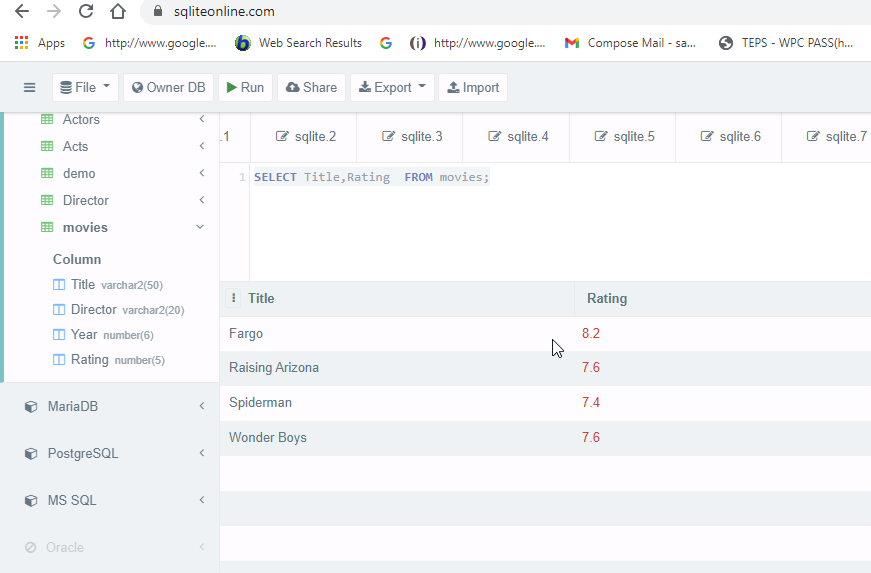 sqliteonline.com
Apps http://www.google.... Web Search Results http://www.google.... Compose Mail - sa... TEPS - WPC PASS(h...
File Owner DB Run Share Export Import
Actors
Acts
demo
Director
movies
Column
Title varchar2(50)
Director varchar2(20)
Year number(6)
Rating number(5)
MariaDB
PostgreSQL
MS SQL
Oracle
.1 sqlite.2 sqlite.3 sqlite.4 sqlite.5 sqlite.6 sqlite.7
1 SELECT Title,Rating  FROM movies;
Title Rating
Fargo 8.2
Raising Arizona 7.6
Spiderman 7.4
Wonder Boys 7.6